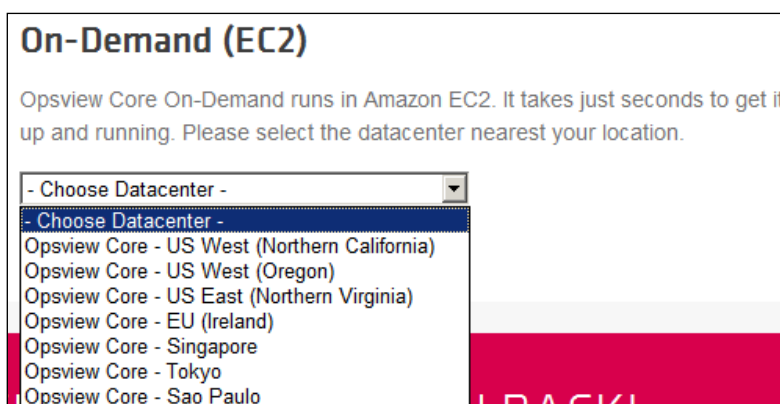 On-Demand (EC2)
Opsview Core On-Demand runs in Amazon EC2. It takes just seconds to get it
up and running. Please select the datacenter nearest your location.
- Choose Datacenter -
- Choose Datacenter -
Opsview Core - US West (Northern California)
Opsview Core - US West (Oregon)
Opsview Core - US East (Northern Virginia)
Opsview Core - EU (Ireland)
Opsview Core - Singapore
Opsview Core - Tokyo
Opsview Core - Sao Paulo